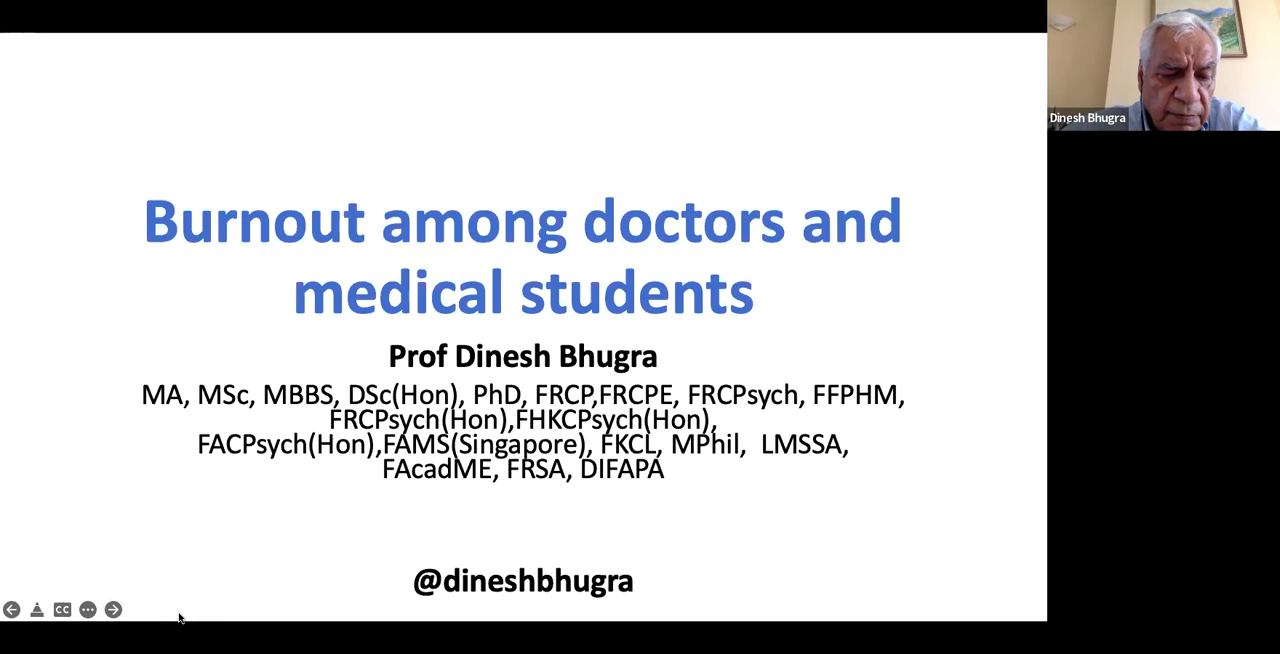 Burnout among doctors and
medical students
Prof Dinesh Bhugra
MA, MSc, MBBS, DSc(Hon), PhD, FRCP,FRCPE, FRCPsych, FFPHM,
FRCPsych(Hon),FHKCPsych(Hon),
FACPsych(Hon),FAMS(Singapore), FKCL, MPhil, LMSSA,
FAcadME, FRSA, DIFAPA
@dineshbhugra
CC
Dinesh Bhugra